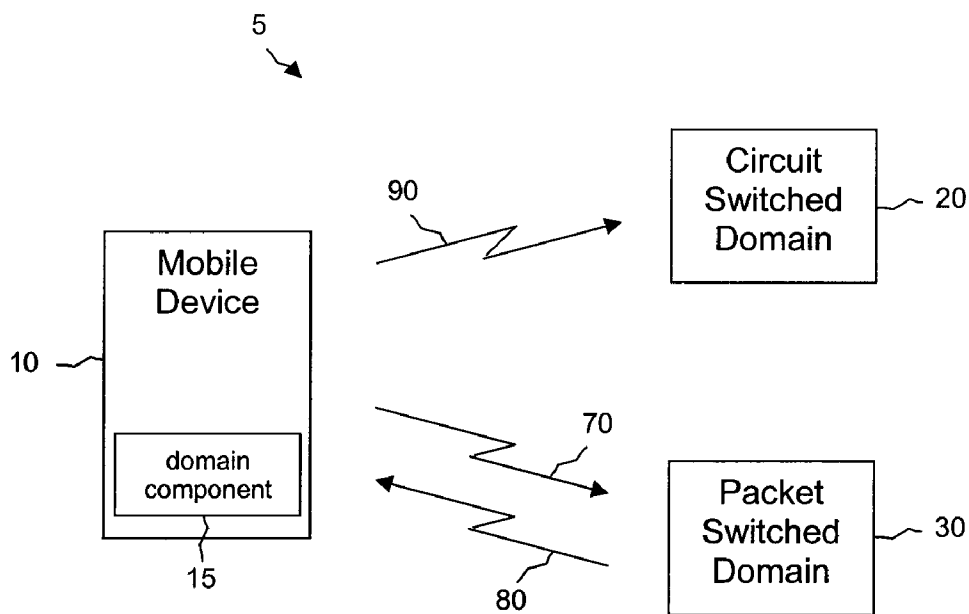 5
Circuit
Switched
Domain
20
90
Mobile
Device
10
70
domain
component
Packet
Switched
Domain
30
15
80